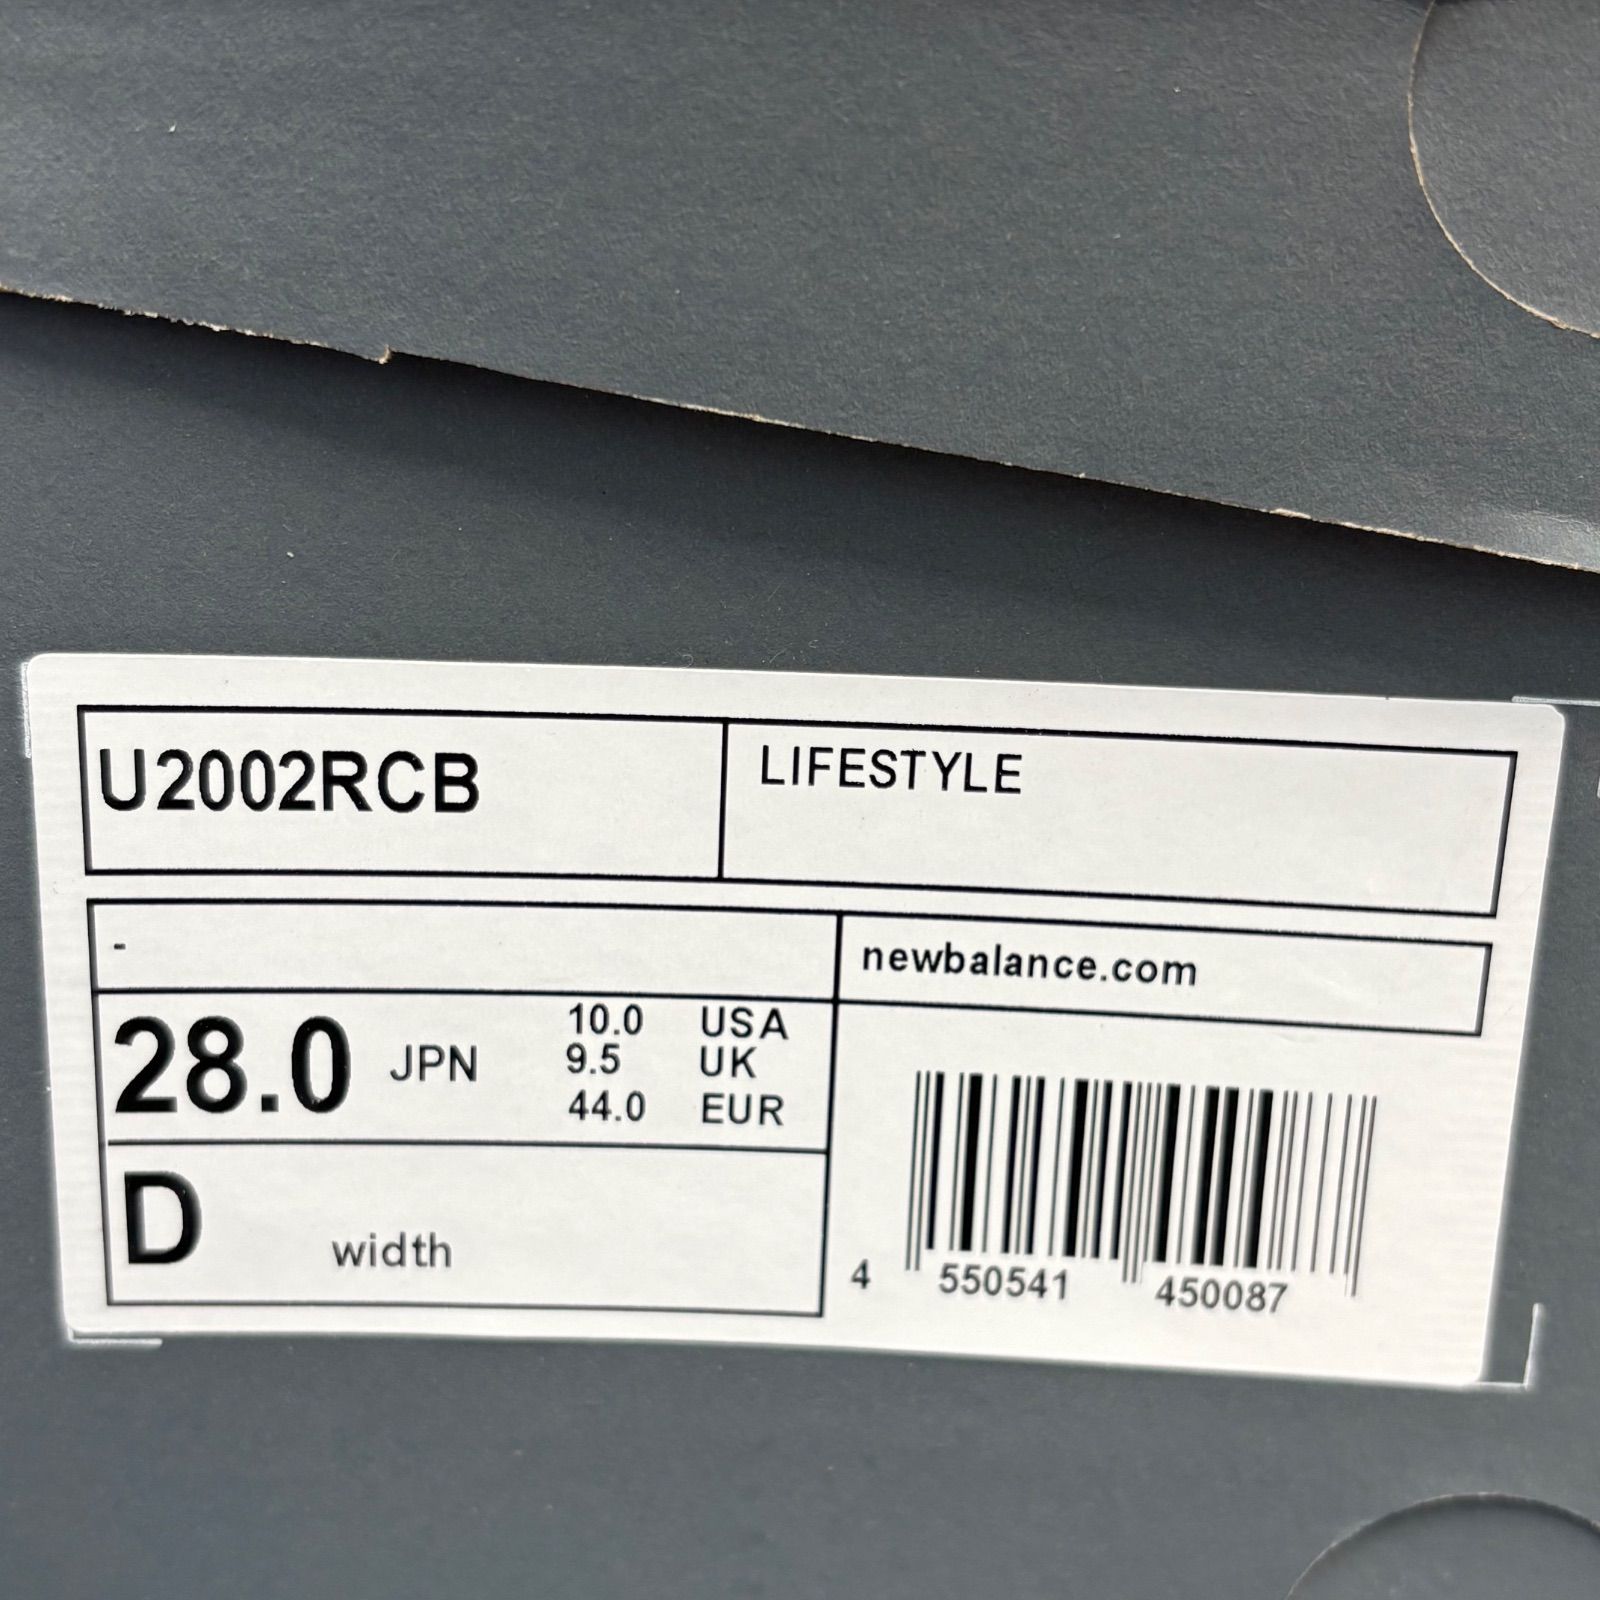 U2002RCB
LIFESTYLE
-
newbalance.com
28.0 JPN
10.0 USA
9.5 UK
44.0 EUR
D width
4 550541 450087